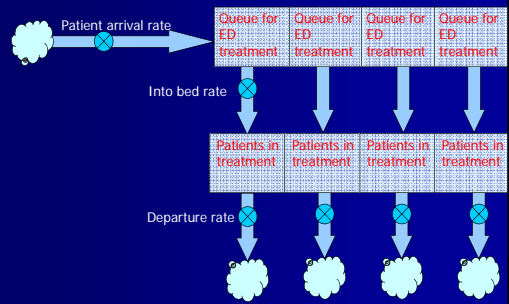 Patient arrival rate
Queue for ED treatment
Queue for ED treatment
Queue for ED treatment
Queue for ED treatment
Into bed rate
Patients in treatment
Patients in treatment
Patients in treatment
Patients in treatment
Departure rate